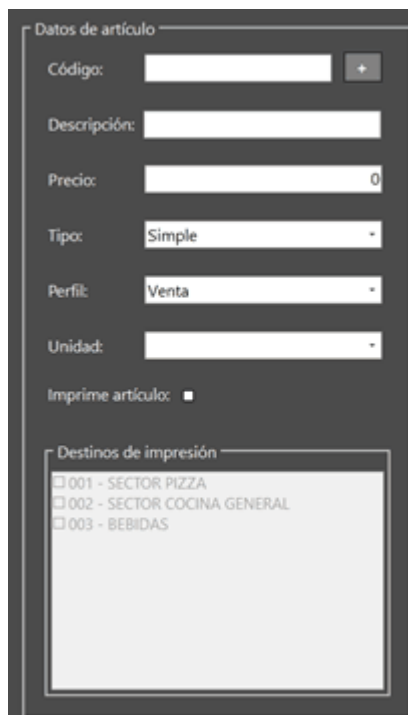 Datos de artículo
Código: +
Descripción:
Precio: 0
Tipo: Simple
Perfil: Venta
Unidad:
Imprime artículo:
Destinos de impresión
001 - SECTOR PIZZA
002 - SECTOR COCINA GENERAL
003 - BEBIDAS